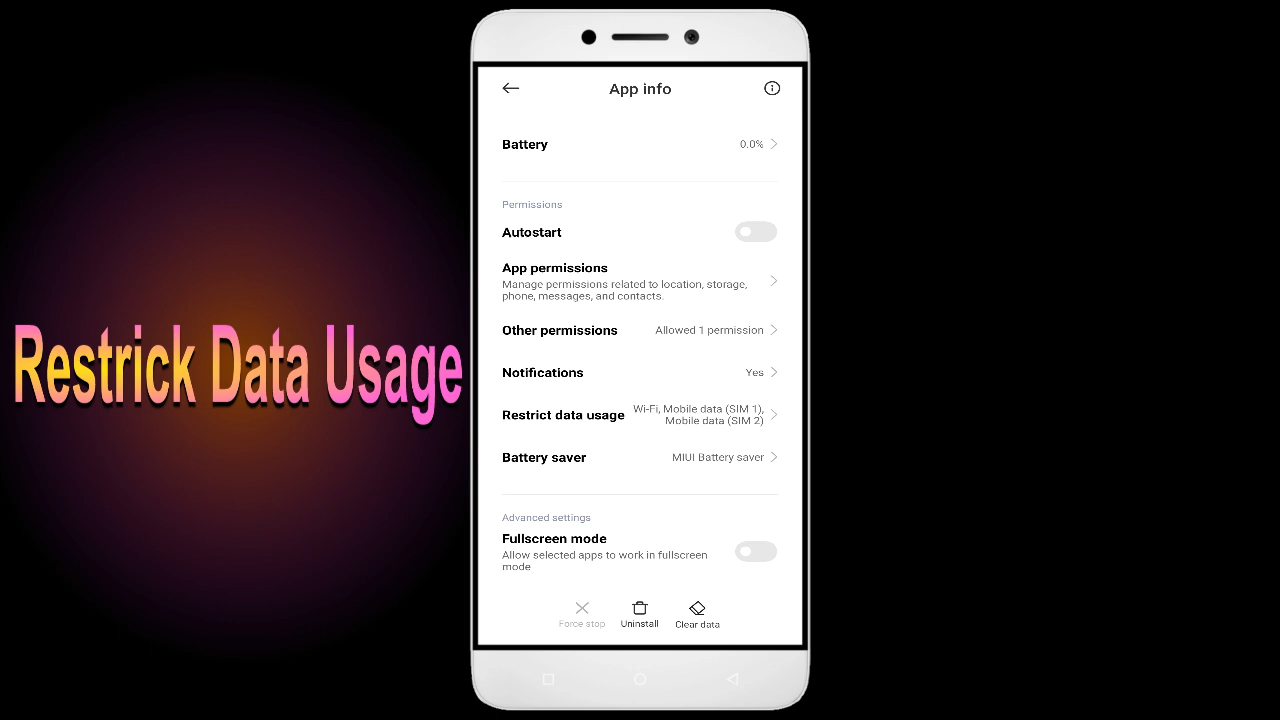 Restrick Data Usage
App info
Battery 0.0%
Permissions
Autostart
App permissions
Manage permissions related to location, storage,
phone, messages, and contacts.
Other permissions Allowed 1 permission
Notifications Yes
Restrict data usage Wi-Fi, Mobile data (SIM 1),
Mobile data (SIM 2)
Battery saver MIUI Battery saver
Advanced settings
Fullscreen mode
Allow selected apps to work in fullscreen
mode
Force stop Uninstall Clear data